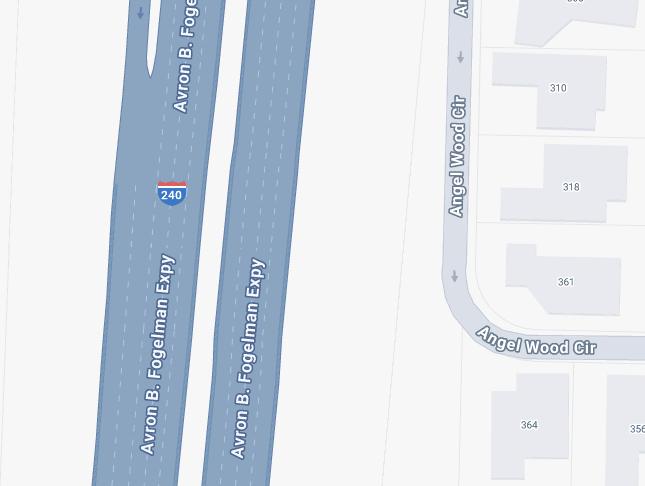 Avron B. Foge
An
310
Angel Wood Cir
318
240
361
Avron B. Fogelman Expy
Avron B. Fogelman Expy
Angel Wood Cir
364
356